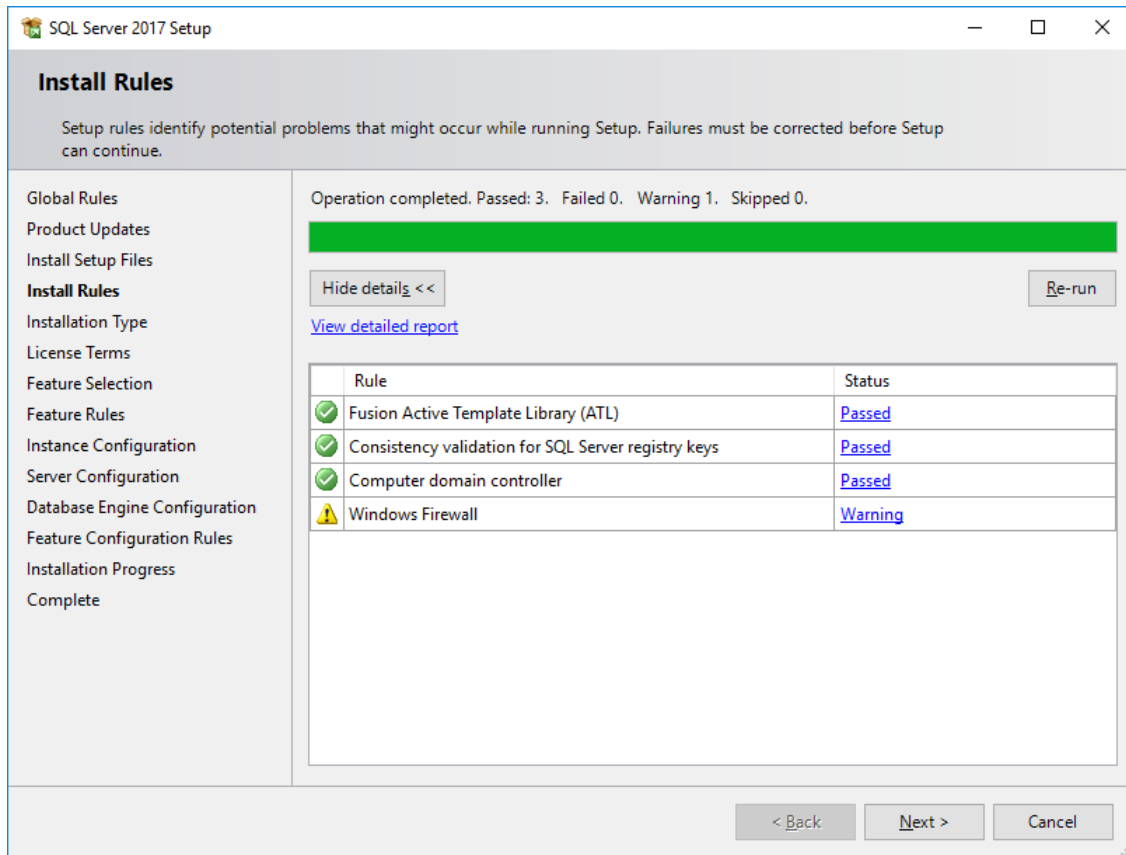 SQL Server 2017 Setup
Install Rules
Setup rules identify potential problems that might occur while running Setup. Failures must be corrected before Setup
can continue.
Global Rules
Product Updates
Install Setup Files
Install Rules
Installation Type
License Terms
Feature Selection
Feature Rules
Instance Configuration
Server Configuration
Database Engine Configuration
Feature Configuration Rules
Installation Progress
Complete
Operation completed. Passed: 3.   Failed 0.   Warning 1.   Skipped 0.
Hide details <<
Re-run
View detailed report
Rule Status
Fusion Active Template Library (ATL) Passed
Consistency validation for SQL Server registry keys Passed
Computer domain controller Passed
Windows Firewall Warning
< Back
Next >
Cancel